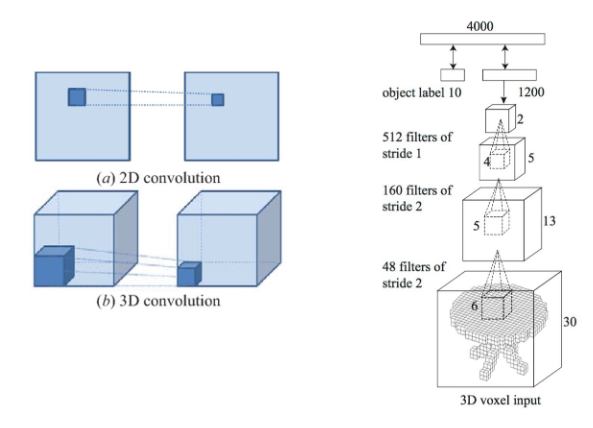 (a) 2D convolution
(b) 3D convolution
4000
object label 10
1200
2
512 filters of
stride 1
4
5
160 filters of
stride 2
5
13
48 filters of
stride 2
6
30
3D voxel input